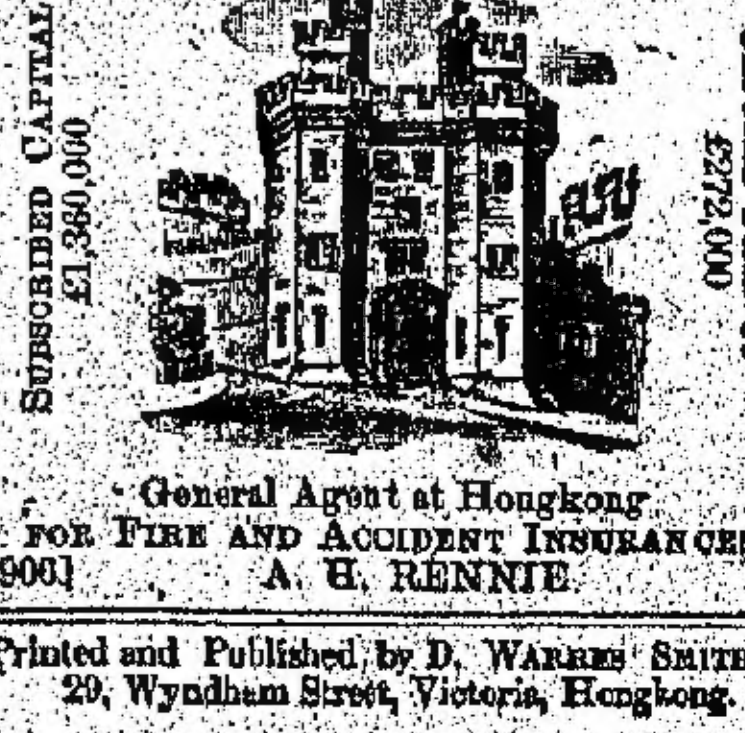 SUBSCRIBED CAPITAL
£1,360,000
£272,000
General Agent at Hongkong
FOR FIRE AND ACCIDENT INSURANCES
1906]
A. H. RENNIE.
Printed and Published by D. WARRES SMITH
29, Wyndham Street, Victoria, Hongkong.